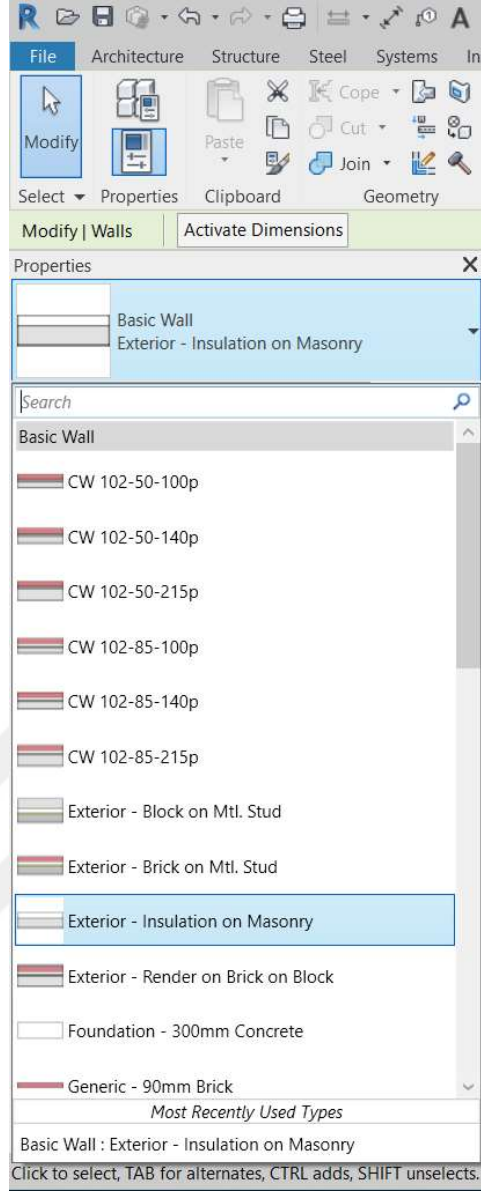 R A
File Architecture Structure Steel Systems In
Modify
Paste
Cope
Cut
Join
Select Properties Clipboard Geometry
Modify | Walls Activate Dimensions
Properties X
Basic Wall
Exterior - Insulation on Masonry
Search
Basic Wall
CW 102-50-100p
CW 102-50-140p
CW 102-50-215p
CW 102-85-100p
CW 102-85-140p
CW 102-85-215p
Exterior - Block on Mtl. Stud
Exterior - Brick on Mtl. Stud
Exterior - Insulation on Masonry
Exterior - Render on Brick on Block
Foundation - 300mm Concrete
Generic - 90mm Brick
Most Recently Used Types
Basic Wall : Exterior - Insulation on Masonry
Click to select, TAB for alternates, CTRL adds, SHIFT unselects.